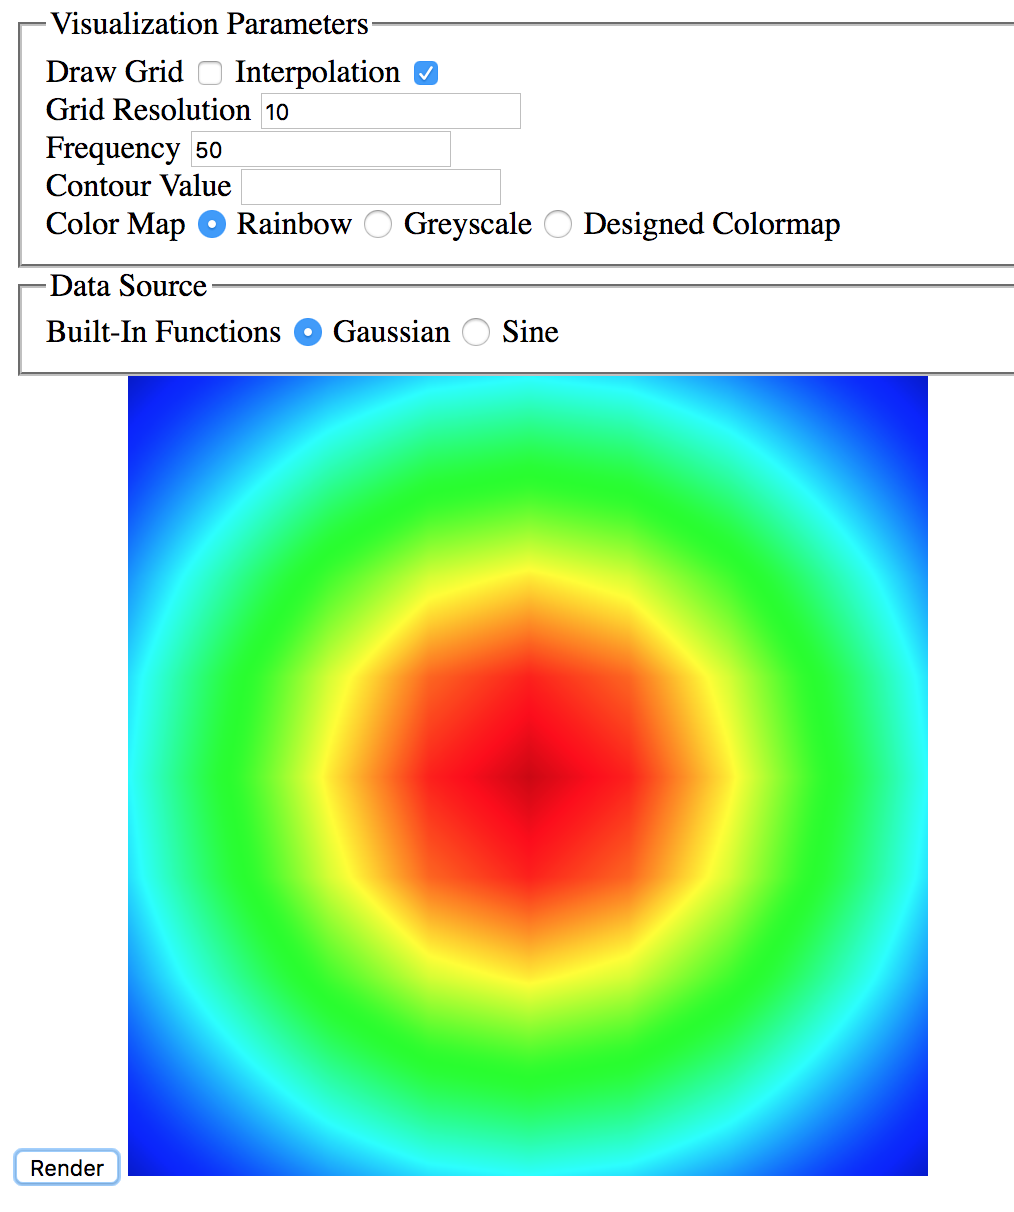 Visualization Parameters
Draw Grid Interpolation
Grid Resolution 10
Frequency 50
Contour Value
Color Map Rainbow Greyscale Designed Colormap
Data Source
Built-In Functions Gaussian Sine
Render